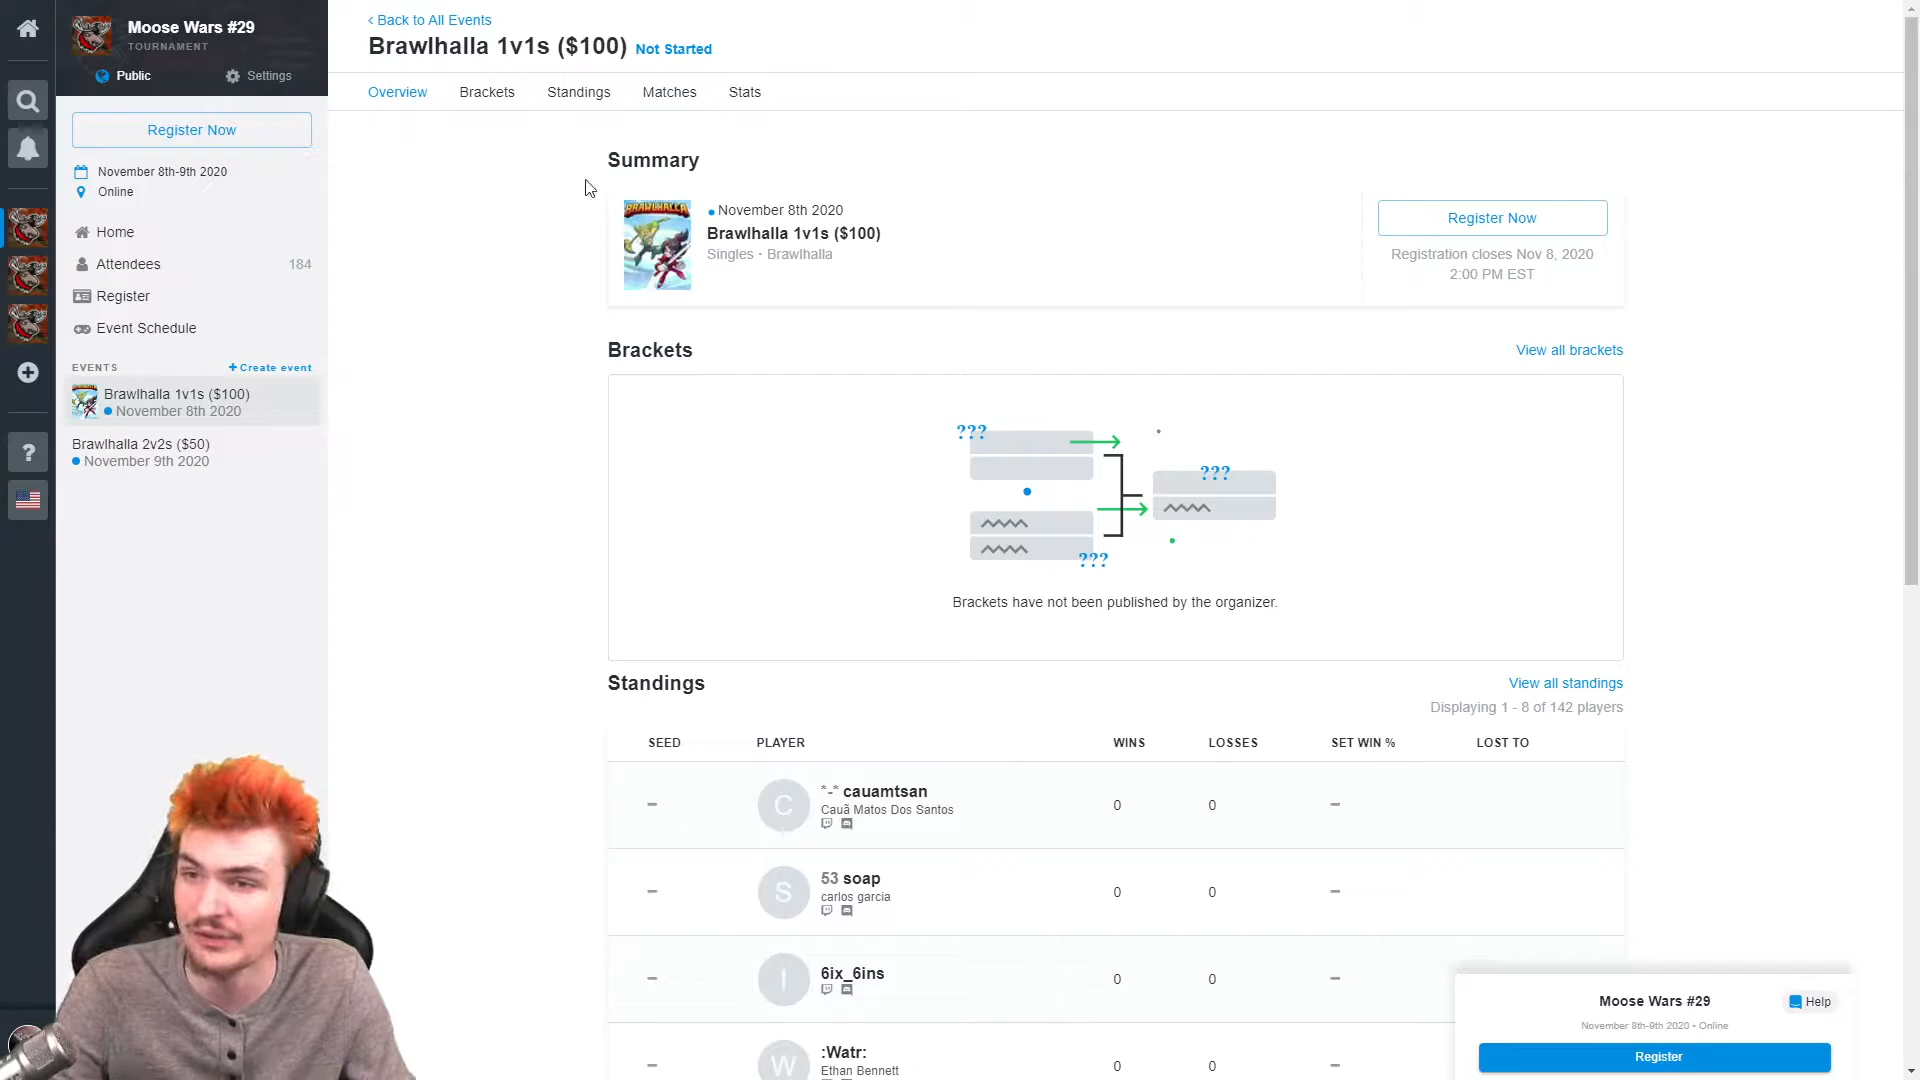 Moose Wars #29
TOURNAMENT
Public
Settings
Register Now
November 8th-9th 2020
Online
Home
Attendees 184
Register
Event Schedule
EVENTS
+ Create event
Brawlhalla 1v1s ($100)
November 8th 2020
Brawlhalla 2v2s ($50)
November 9th 2020
?
‹ Back to All Events
Brawlhalla 1v1s ($100) Not Started
Overview Brackets Standings Matches Stats
Summary
BRAWLHALLA
November 8th 2020
Brawlhalla 1v1s ($100)
Singles · Brawlhalla
Register Now
Registration closes Nov 8, 2020
2:00 PM EST
Brackets
View all brackets
???
???
???
Brackets have not been published by the organizer.
Standings
View all standings
Displaying 1 - 8 of 142 players
SEED PLAYER WINS LOSSES SET WIN % LOST TO
C
*-* cauamtsan
Cauã Matos Dos Santos
– 0 0 –
S
53 soap
carlos garcia
– 0 0 –
I
6ix_6ins
– 0 0 –
W
:Watr:
Ethan Bennett
– 0 0 –
Moose Wars #29
Help
November 8th-9th 2020 • Online
Register